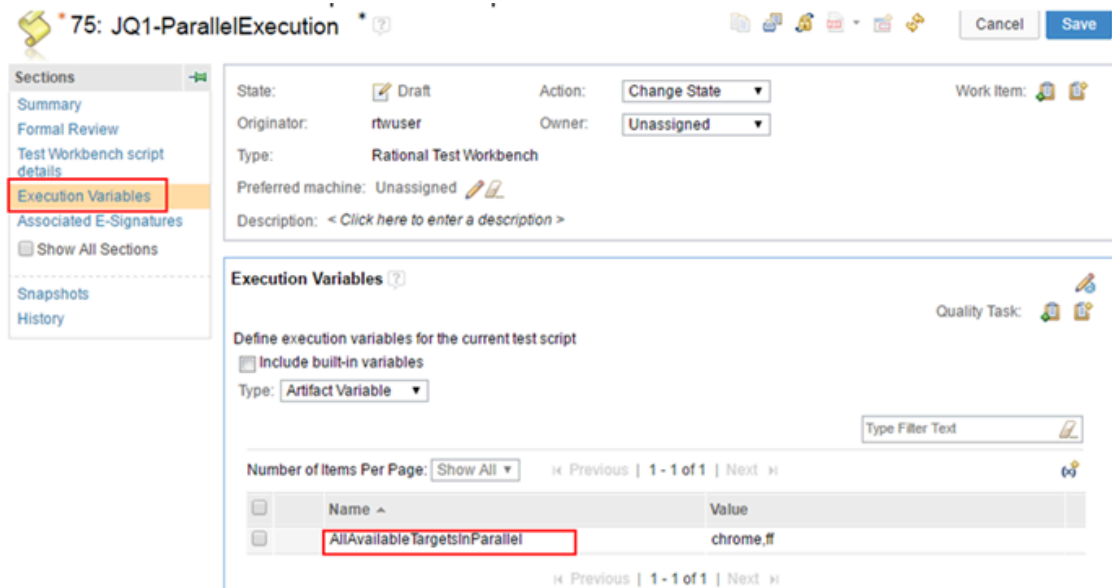 * 75: JQ1-ParallelExecution * ?
Cancel Save
Sections
Summary
Formal Review
Test Workbench script
details
Execution Variables
Associated E-Signatures
Show All Sections
Snapshots
History
State: Draft Action: Change State
Work Item:
Originator: rtwuser Owner: Unassigned
Type: Rational Test Workbench
Preferred machine: Unassigned
Description: < Click here to enter a description >
Execution Variables ?
Quality Task:
Define execution variables for the current test script
Include built-in variables
Type: Artifact Variable
Type Filter Text
Number of Items Per Page: Show All Previous | 1 - 1 of 1 | Next
Name Value
AllAvailableTargetsInParallel chrome,ff
Previous | 1 - 1 of 1 | Next